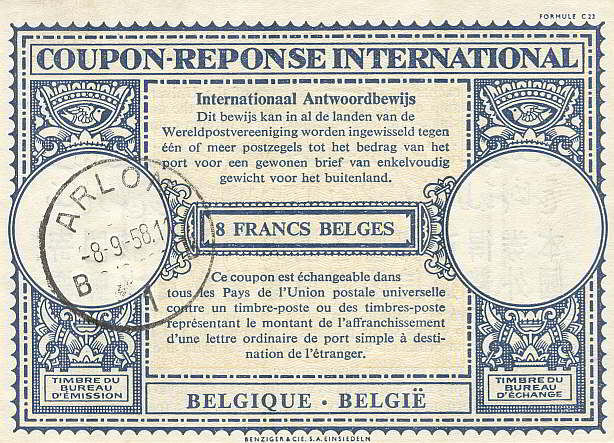 FORMULE C 22
COUPON-REPONSE INTERNATIONAL
Internationaal Antwoordbewijs
Dit bewijs kan in al de landen van de
Wereldpostvereeniging worden ingewisseld tegen
één of meer postzegels tot het bedrag van het
port voor een gewonen brief van enkelvoudig
gewicht voor het buitenland.
ARLON
-8-9-58.11
B
1
8 FRANCS BELGES
Ce coupon est échangeable dans
tous les Pays de l'Union postale universelle
contre un timbre-poste ou des timbres-poste
représentant le montant de l'affranchissement
d'une lettre ordinaire de port simple à desti-
nation de l'étranger.
TIMBRE DU
BUREAU
D'ÉMISSION
TIMBRE DU
BUREAU
D'ÉCHANGE
BELGIQUE · BELGIË
BENZIGER & CIE. S.A. EINSIEDELN